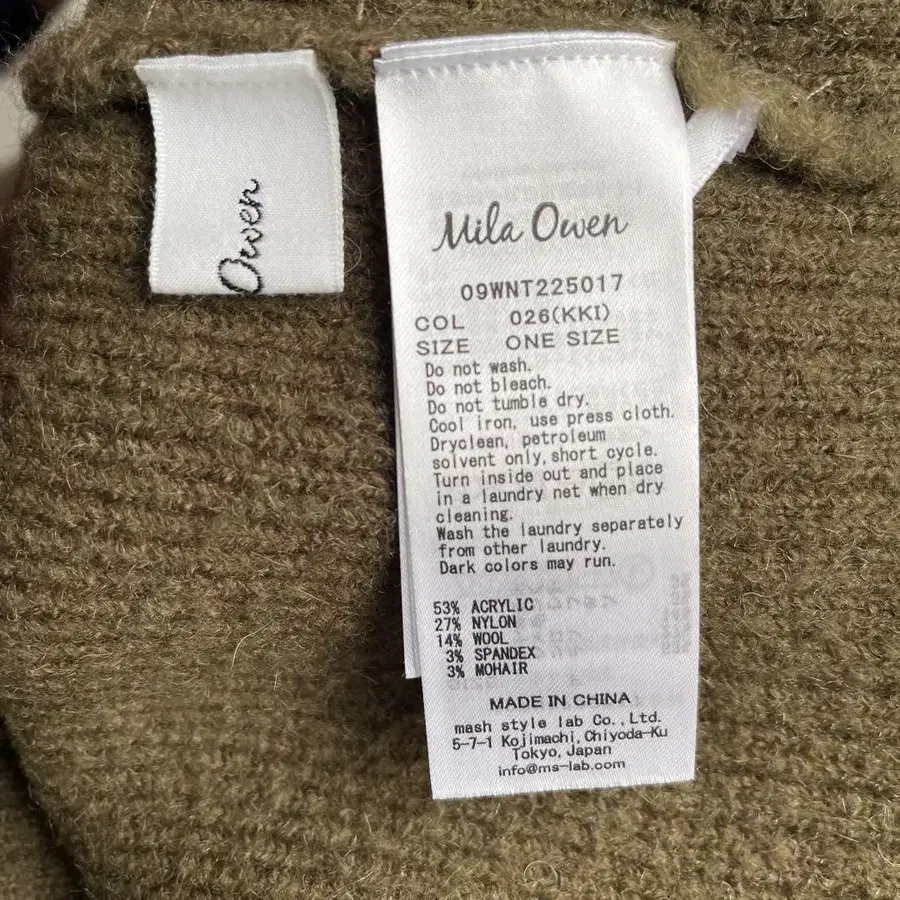 Owen
Mila Owen
09WNT225017
COL 026(KKI)
SIZE ONE SIZE
Do not wash.
Do not bleach.
Do not tumble dry.
Cool iron, use press cloth.
Dryclean, petroleum
solvent only, short cycle.
Turn inside out and place
in a laundry net when dry
cleaning.
Wash the laundry separately
from other laundry.
Dark colors may run.
53% ACRYLIC
27% NYLON
14% WOOL
3% SPANDEX
3% MOHAIR
MADE IN CHINA
mash style lab Co.,Ltd.
5-7-1 Kojimachi, Chiyoda-Ku
Tokyo, Japan
info@ms-lab.com